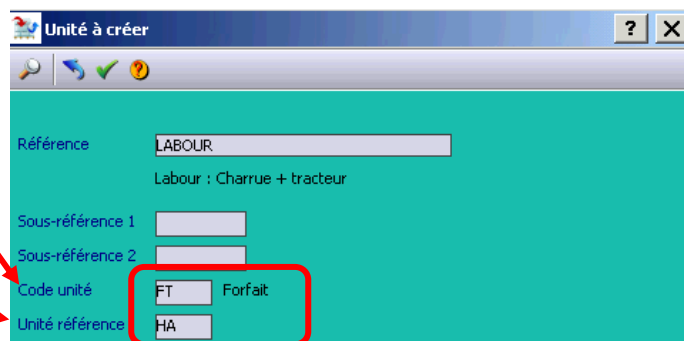 Unité à créer
Référence LABOUR
Labour : Charrue + tracteur
Sous-référence 1
Sous-référence 2
Code unité FT Forfait
Unité référence HA